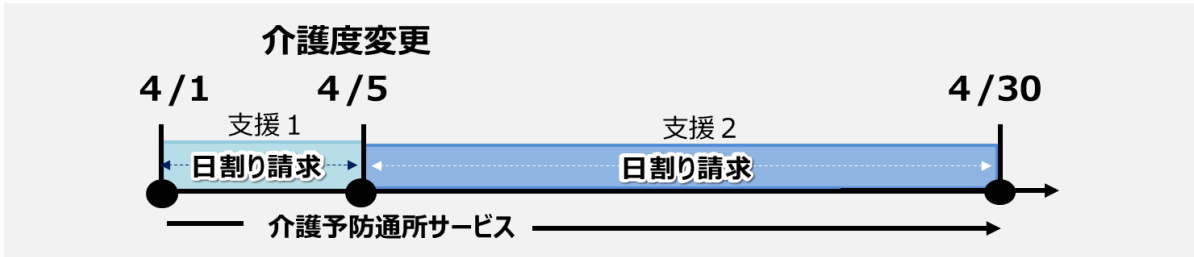 介護度変更
4/1 4/5 4/30
支援1 支援2
日割り請求 日割り請求
介護予防通所サービス